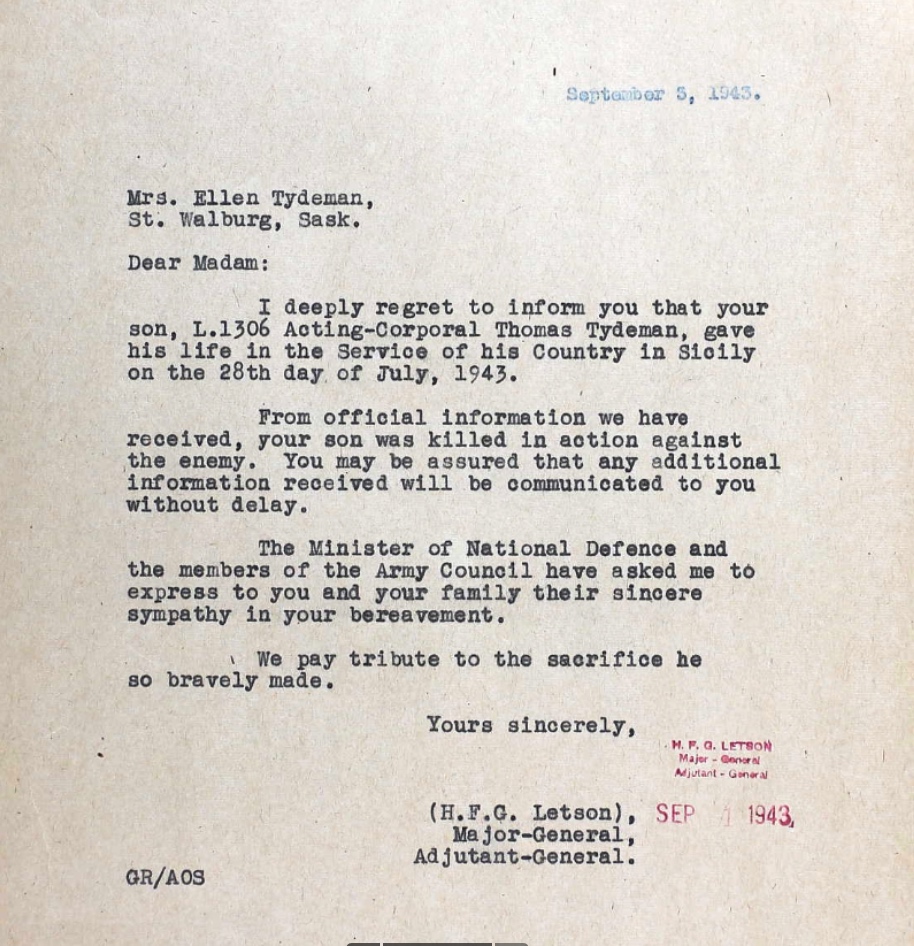 September 3, 1943.
Mrs. Ellen Tydeman,
St. Walburg, Sask.
Dear Madam:
I deeply regret to inform you that your
son, L.1306 Acting-Corporal Thomas Tydeman, gave
his life in the Service of his Country in Sicily
on the 28th day of July, 1943.
From official information we have
received, your son was killed in action against
the enemy. You may be assured that any additional
information received will be communicated to you
without delay.
The Minister of National Defence and
the members of the Army Council have asked me to
express to you and your family their sincere
sympathy in your bereavement.
We pay tribute to the sacrifice he
so bravely made.
Yours sincerely,
H. F. G. LETSON
Major - General
Adjutant - General
(H.F.G. Letson), SEP 1943
Major-General,
Adjutant-General.
GR/AOS